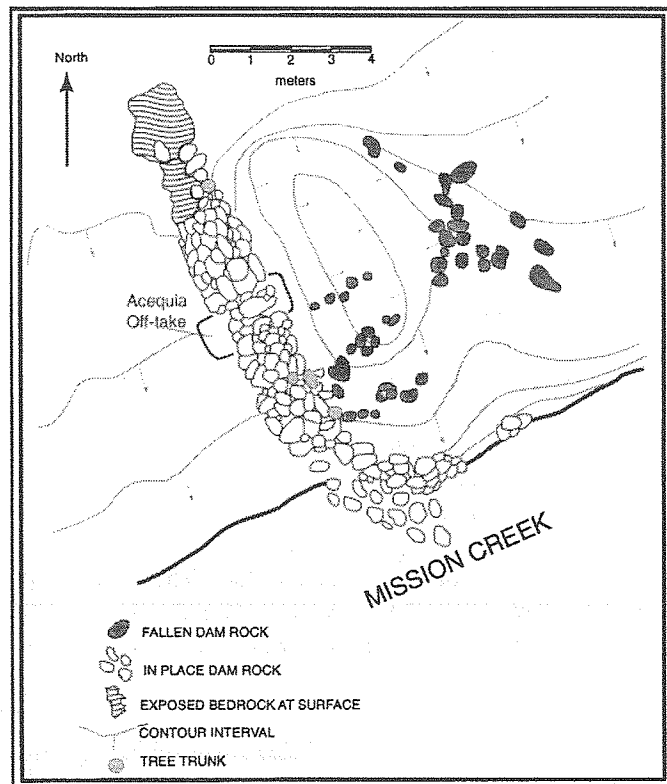 North
0 1 2 3 4
meters
Acequia
Off-take
MISSION CREEK
FALLEN DAM ROCK
IN PLACE DAM ROCK
EXPOSED BEDROCK AT SURFACE
CONTOUR INTERVAL
TREE TRUNK